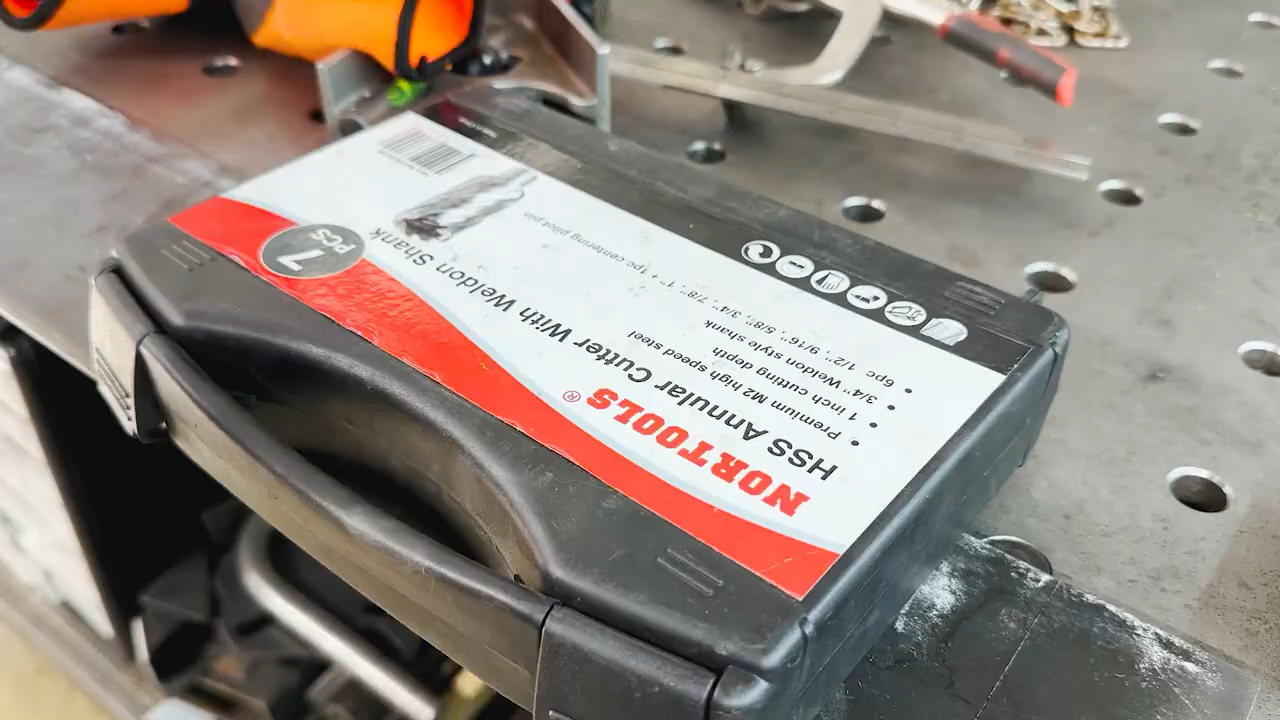 NORTOOLS®
HSS Annular Cutter With Weldon Shank
• Premium M2 high speed steel
• 1 inch cutting depth
• 3/4" Weldon style shank
• 6pc 1/2", 9/16", 5/8", 3/4", 7/8", 1" + 1pc centering pilot pin
7
PCS